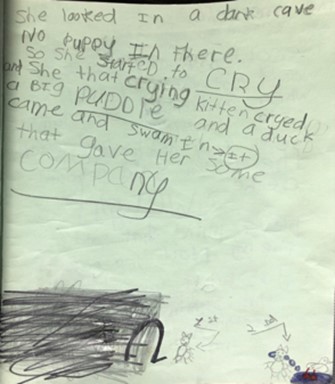 She looked In a dark cave
NO puppy In there.
So she started to CRY
and She that crying kitten cryed
a BIG PUDDle and a duck
came and swam In it
that gave Her some
COMPANY